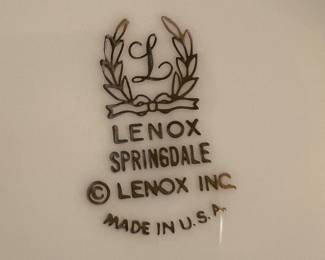 L
LENOX
SPRINGDALE
© LENOX INC.
MADE IN U.S.A.